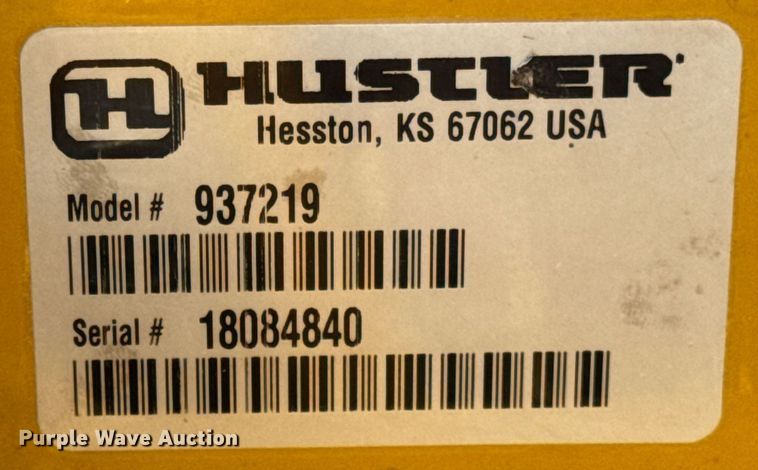 H HUSTLER
Hesston, KS 67062 USA
Model # 937219
Serial # 18084840
Purple Wave Auction